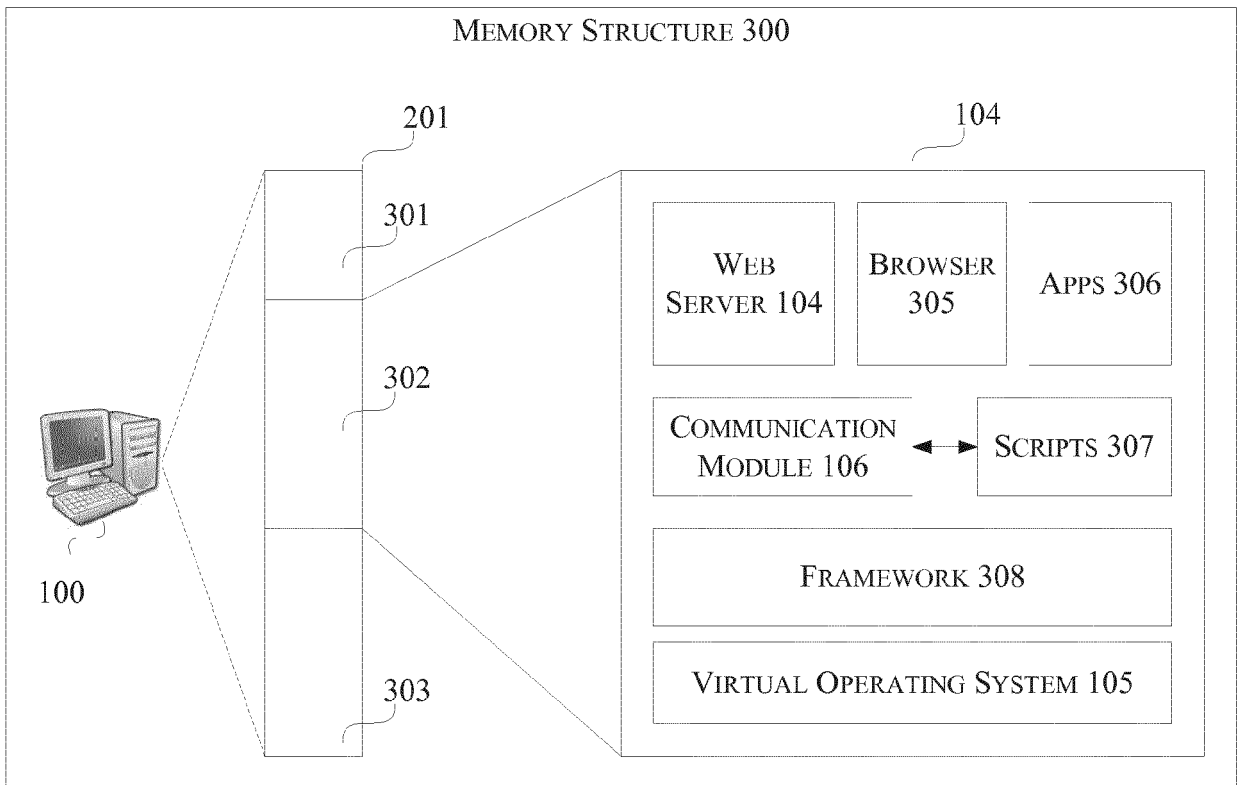 MEMORY STRUCTURE 300
201
104
301
WEB
SERVER 104
BROWSER
305
APPS 306
302
COMMUNICATION
MODULE 106
SCRIPTS 307
100
FRAMEWORK 308
303
VIRTUAL OPERATING SYSTEM 105